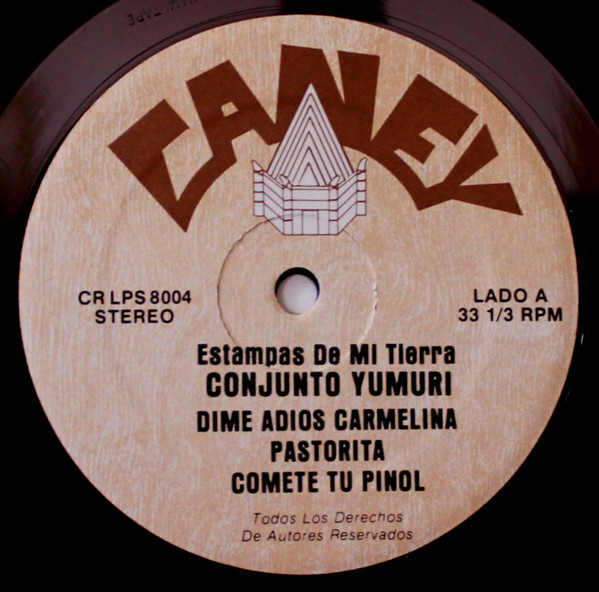 CANEY
CR LPS 8004
STEREO
LADO A
33 1/3 RPM
Estampas De Mi Tierra
CONJUNTO YUMURI
DIME ADIOS CARMELINA
PASTORITA
COMETE TU PINOL
Todos Los Derechos
De Autores Reservados